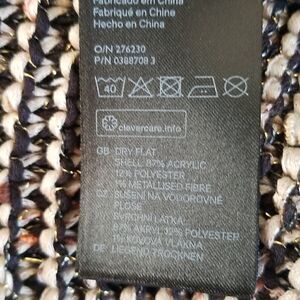 Fabricado em China
Fabriqué en China
Hecho en China
O/N 276230
P/N 0388708 3
40
clevercare.info
GB: DRY FLAT
SHELL: 87% ACRYLIC
12% POLYESTER
1% METALLISED FIBRE
CZ: SUŠENÍ NA VODOROVNÉ
PLOŠE
SVRCHNÍ LÁTKA:
87% AKRYL 12% POLYESTER
1% KOVOVÁ VLÁKNA
DE: LIEGEND TROCKNEN